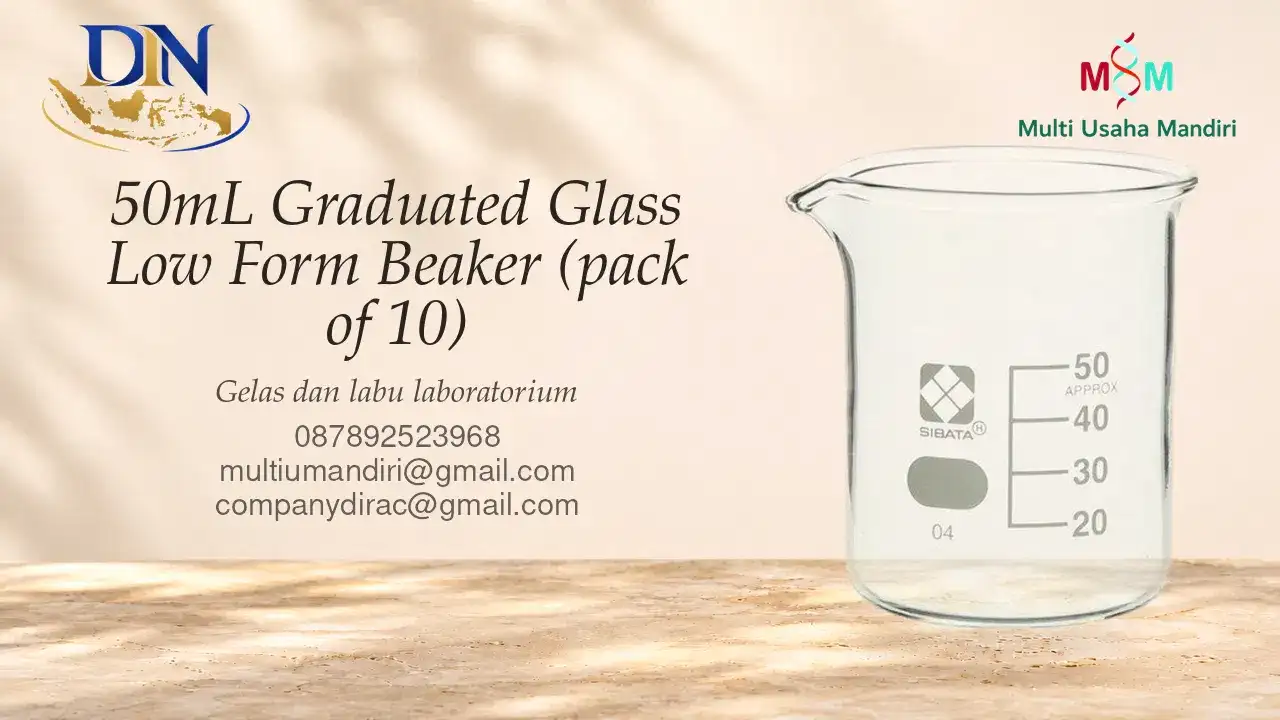 DN
MSM
Multi Usaha Mandiri
50mL Graduated Glass
Low Form Beaker (pack
of 10)
Gelas dan labu laboratorium
087892523968
multiumandiri@gmail.com
companydirac@gmail.com
50
APPROX
40
30
20
SIBATA H
04